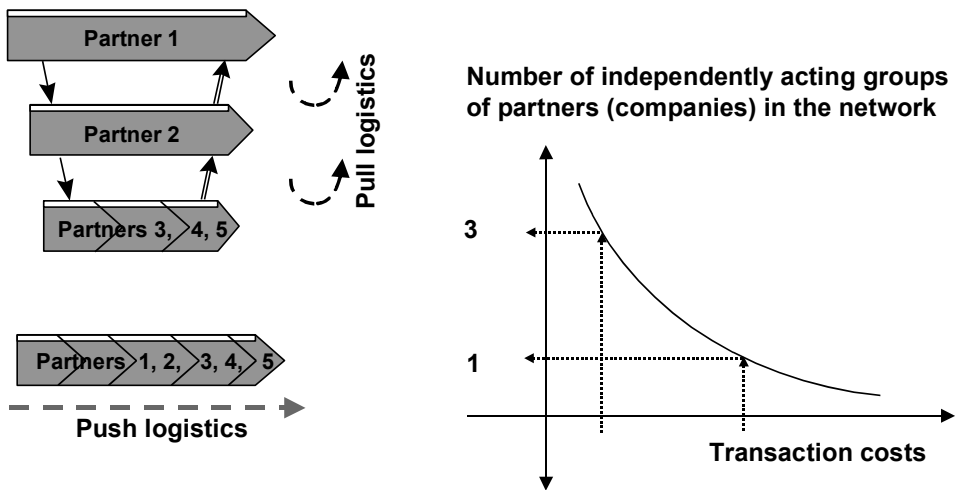 Partner 1
Partner 2
Partners 3, 4, 5
Pull logistics
Partners 1, 2, 3, 4, 5
Push logistics
Number of independently acting groups
of partners (companies) in the network
3
1
Transaction costs